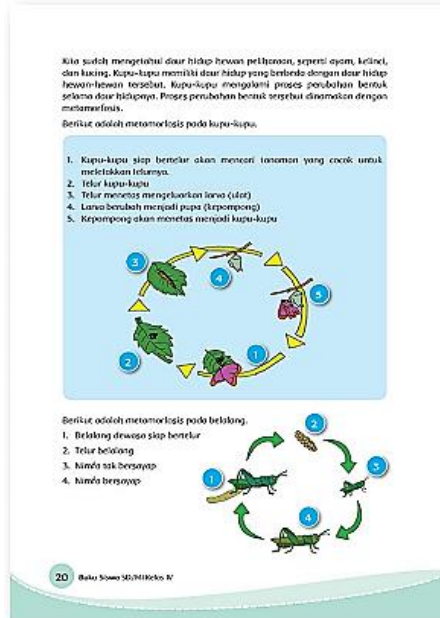 Kita sudah mengetahui daur hidup hewan peliharaan, seperti ayam, kelinci,
dan kucing. Kupu-kupu memiliki daur hidup yang berbeda dengan daur hidup
hewan-hewan tersebut. Kupu-kupu mengalami proses perubahan bentuk
selama daur hidupnya. Proses perubahan bentuk tersebut dinamakan dengan
metamorfosis.
Berikut adalah metamorfosis pada kupu-kupu.
1. Kupu-kupu siap bertelur akan mencari tanaman yang cocok untuk
meletakkan telurnya.
2. Telur kupu-kupu
3. Telur menetas mengeluarkan larva (ulat)
4. Larva berubah menjadi pupa (kepompong)
5. Kepompong akan menetas menjadi kupu-kupu
3
4
5
2
1
Berikut adalah metamorfosis pada belalang.
1. Belalang dewasa siap bertelur
2. Telur belalang
3. Nimfa tak bersayap
4. Nimfa bersayap
2
3
1
4
20 Buku Siswa SD/MI Kelas IV